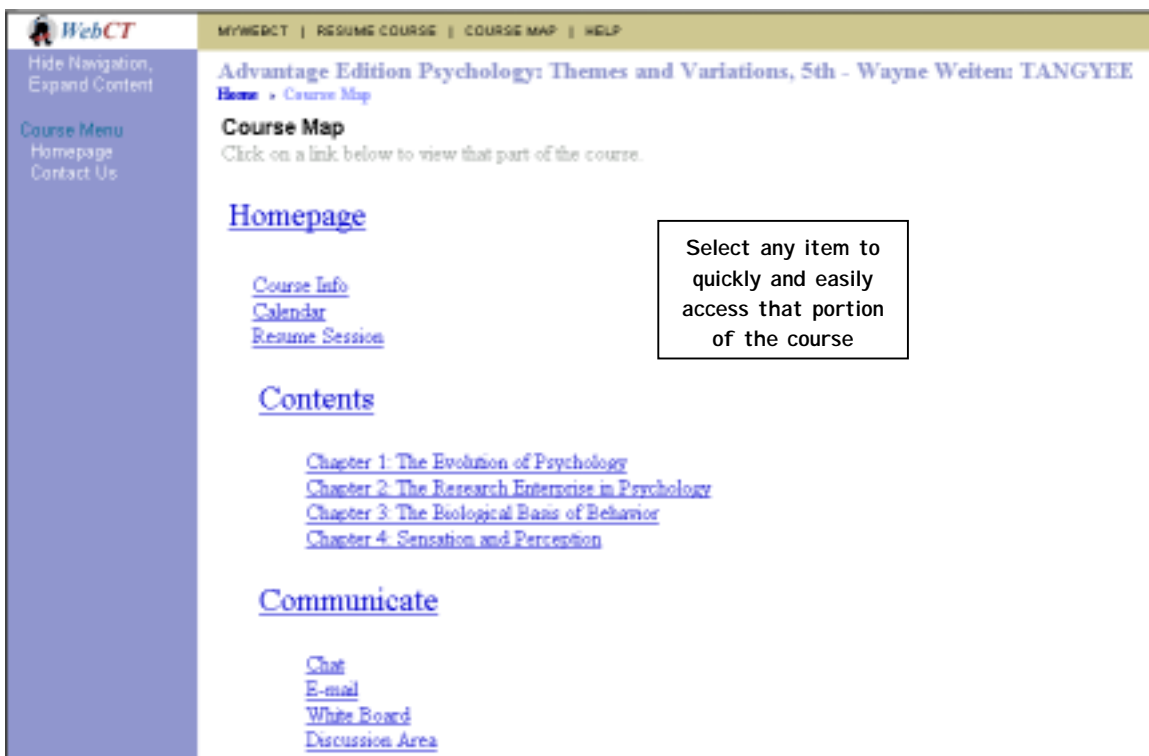 WebCT
MYWEBCT | RESUME COURSE | COURSE MAP | HELP
Hide Navigation,
Expand Content
Course Menu
Homepage
Contact Us
Advantage Edition Psychology: Themes and Variations, 5th - Wayne Weiten: TANGYEE
Home › Course Map
Course Map
Click on a link below to view that part of the course.
Homepage
Course Info
Calendar
Resume Session
Select any item to
quickly and easily
access that portion
of the course
Contents
Chapter 1: The Evolution of Psychology
Chapter 2: The Research Enterprise in Psychology
Chapter 3: The Biological Basis of Behavior
Chapter 4: Sensation and Perception
Communicate
Chat
E-mail
White Board
Discussion Area